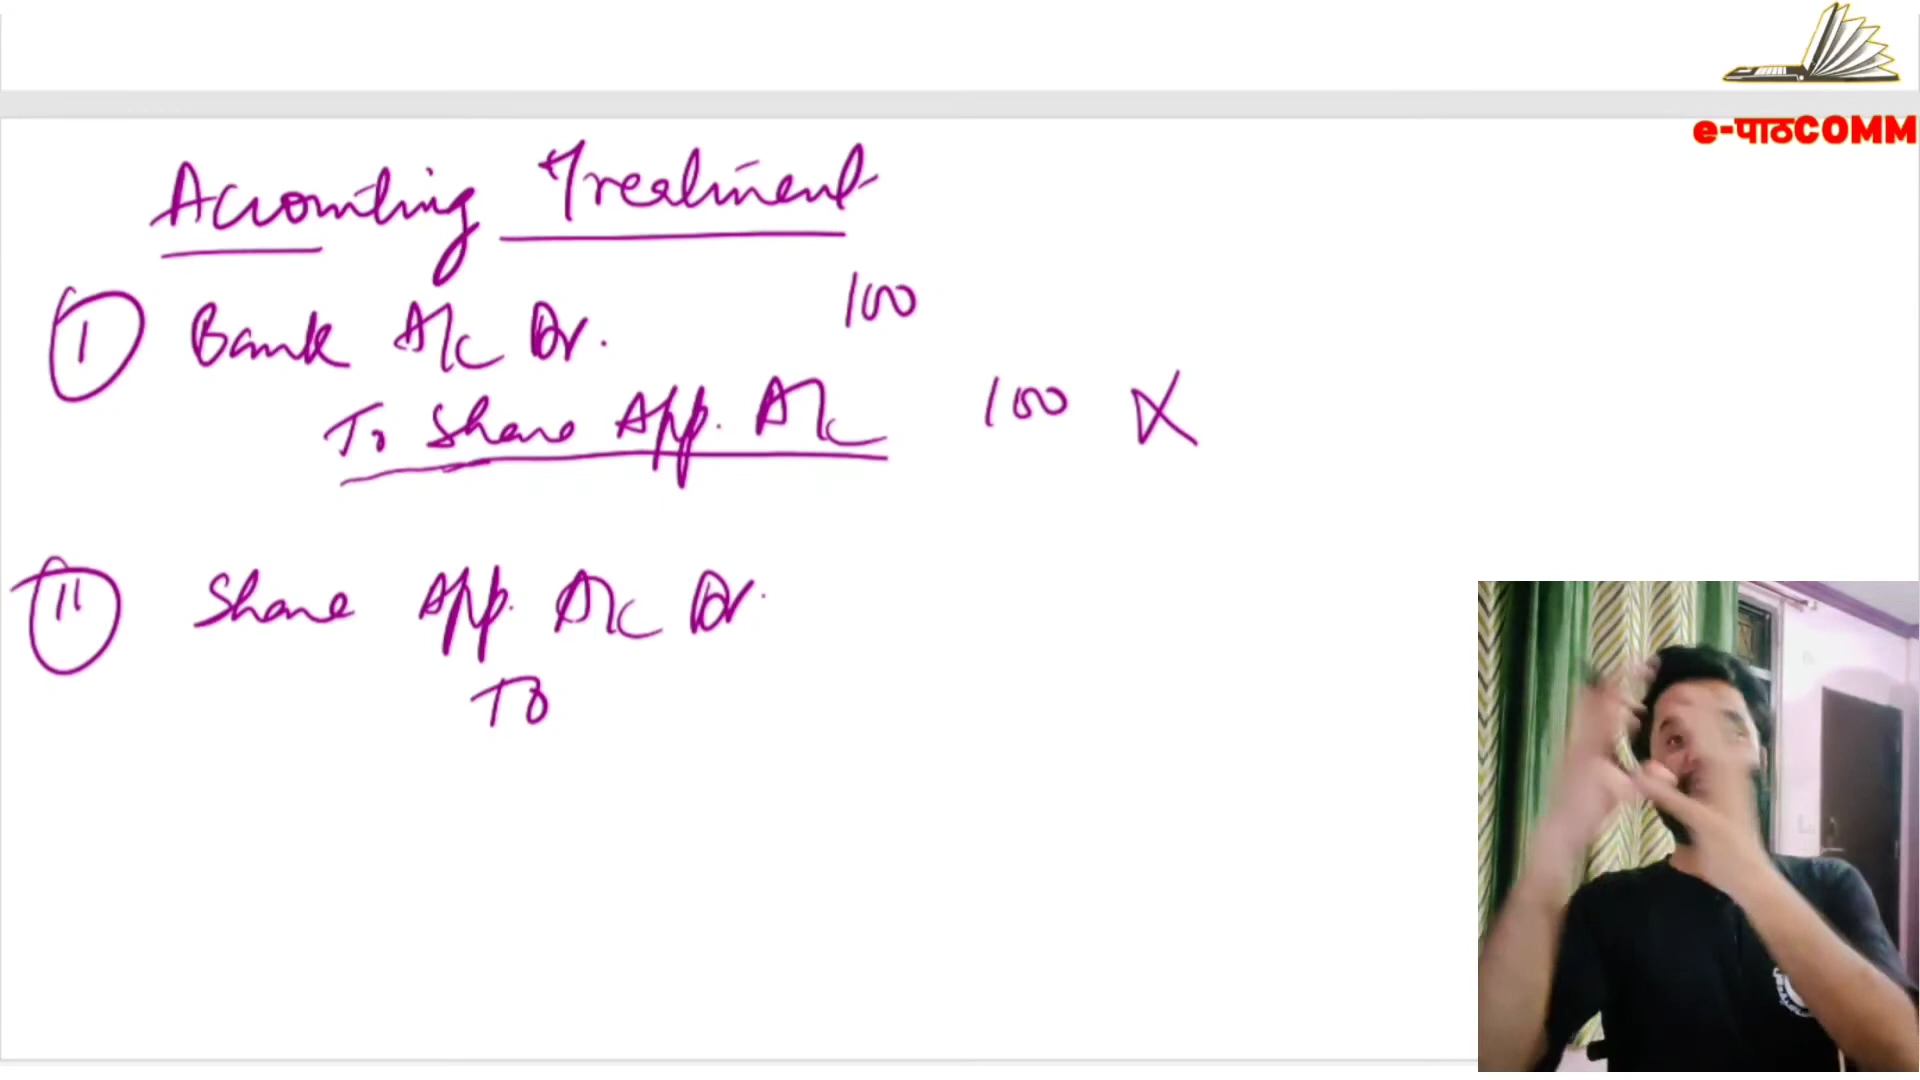 e-पाठCOMM
Accounting Treatment
I Bank A/c Dr. 100
To Share App. A/c 100 X
II Share App. A/c Dr.
To